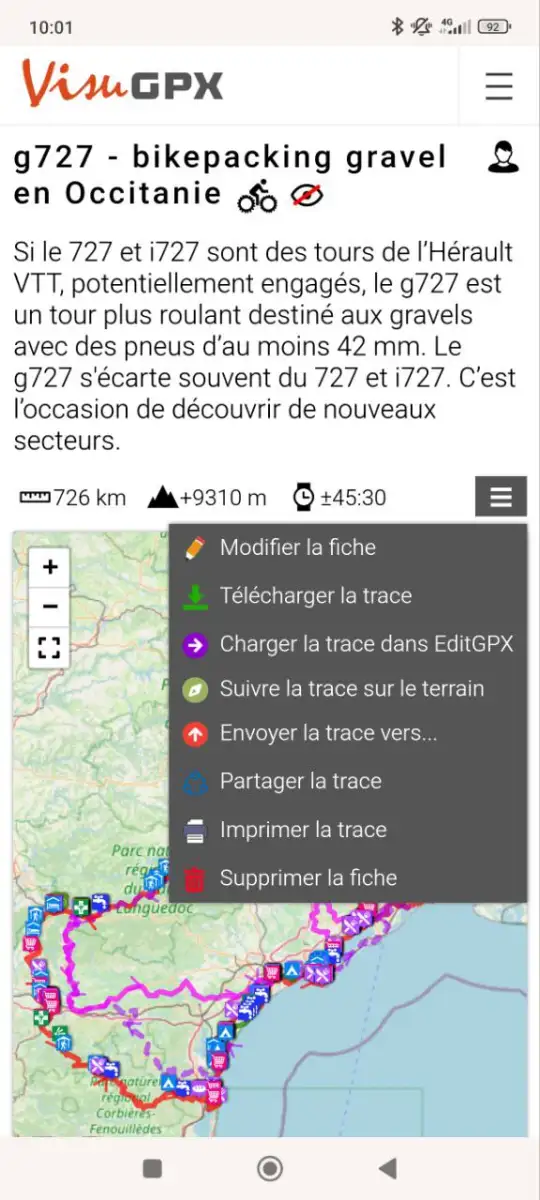 10:01
4G
92
VisuGPX
g727 - bikepacking gravel
en Occitanie
Si le 727 et i727 sont des tours de l’Hérault
VTT, potentiellement engagés, le g727 est
un tour plus roulant destiné aux gravels
avec des pneus d’au moins 42 mm. Le
g727 s'écarte souvent du 727 et i727. C’est
l’occasion de découvrir de nouveaux
secteurs.
726 km +9310 m ±45:30
+
−
Modifier la fiche
Télécharger la trace
Charger la trace dans EditGPX
Suivre la trace sur le terrain
Envoyer la trace vers...
Partager la trace
Imprimer la trace
Supprimer la fiche
Parc na
rég
du
Languedoc
Parc naturel
régional
Corbières-
Fenouillèdes